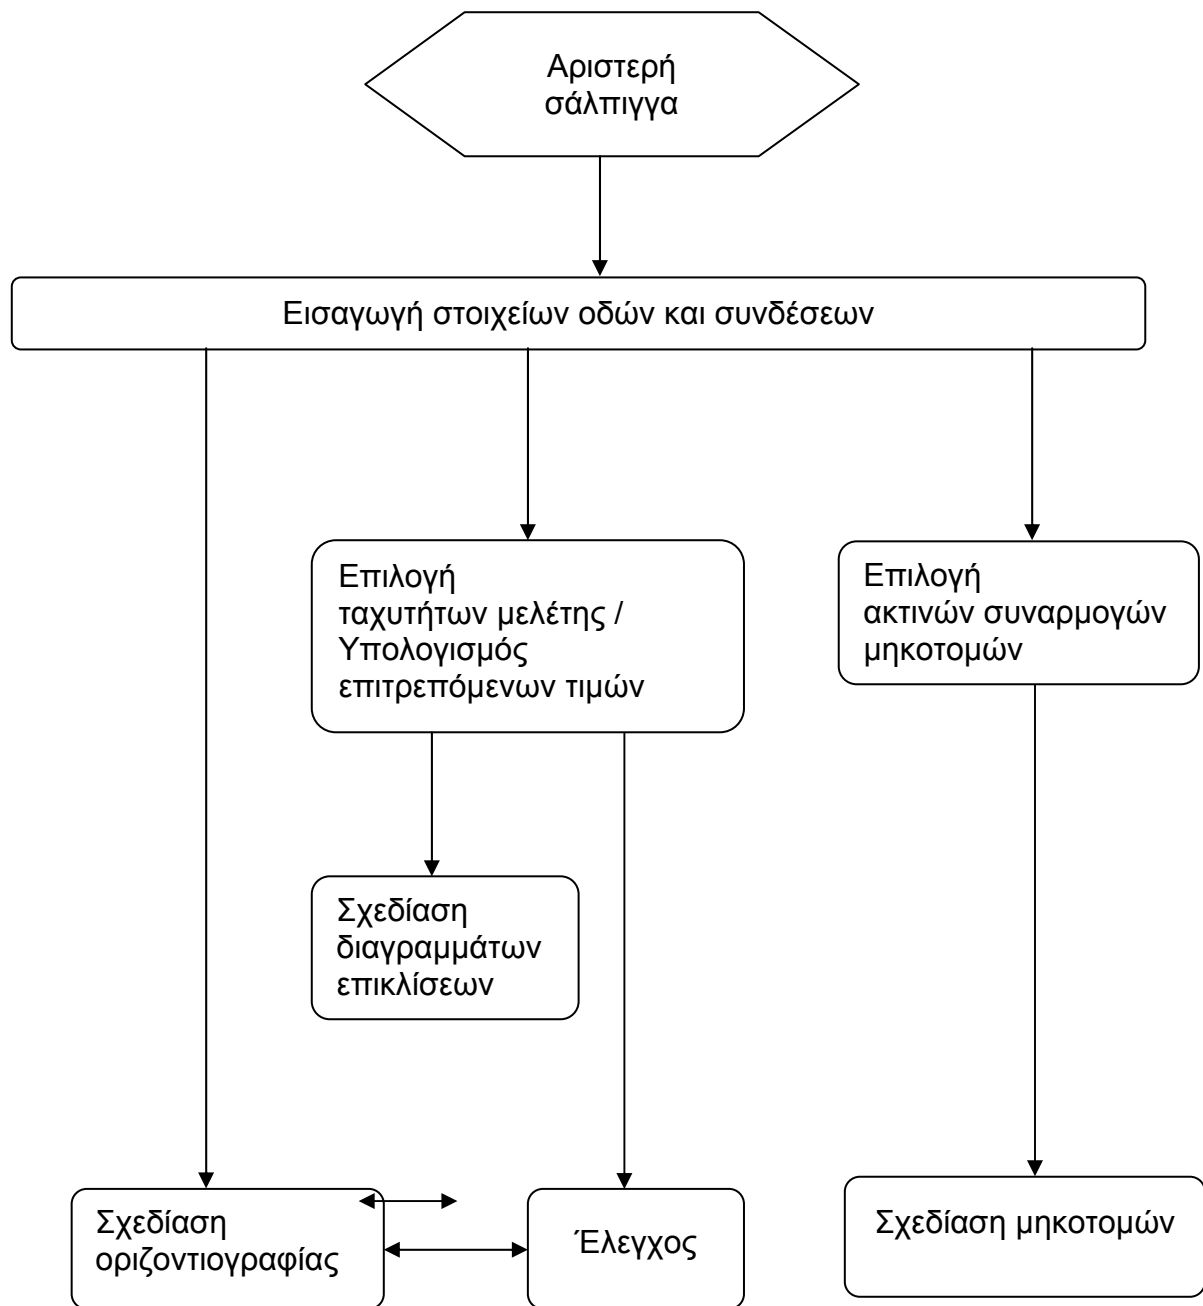 Αριστερή
σάλπιγγα
Εισαγωγή στοιχείων οδών και συνδέσεων
Επιλογή
ταχυτήτων μελέτης /
Υπολογισμός
επιτρεπόμενων τιμών
Επιλογή
ακτινών συναρμογών
μηκοτομών
Σχεδίαση
διαγραμμάτων
επικλίσεων
Σχεδίαση
οριζοντιογραφίας
Έλεγχος
Σχεδίαση μηκοτομών